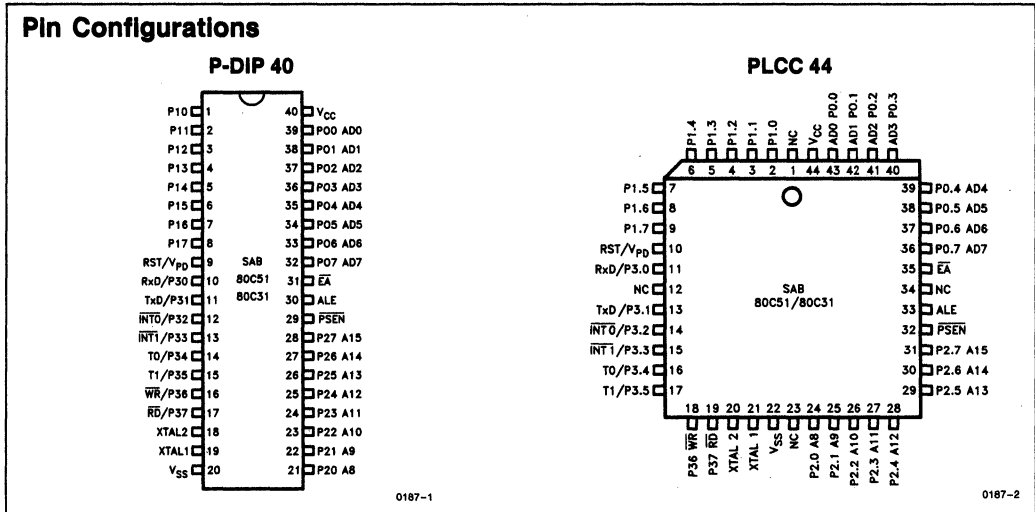 Pin Configurations
P-DIP 40
P10 1
P11 2
P12 3
P13 4
P14 5
P15 6
P16 7
P17 8
RST/VPD 9
RxD/P30 10
TxD/P31 11
INT0/P32 12
INT1/P33 13
T0/P34 14
T1/P35 15
WR/P36 16
RD/P37 17
XTAL2 18
XTAL1 19
VSS 20
SAB
80C51
80C31
40 VCC
39 P00 AD0
38 P01 AD1
37 P02 AD2
36 P03 AD3
35 P04 AD4
34 P05 AD5
33 P06 AD6
32 P07 AD7
31 EA
30 ALE
29 PSEN
28 P27 A15
27 P26 A14
26 P25 A13
25 P24 A12
24 P23 A11
23 P22 A10
22 P21 A9
21 P20 A8
0187-1
PLCC 44
P1.4
P1.3
P1.2
P1.1
P1.0
NC
VCC
AD0 P0.0
AD1 P0.1
AD2 P0.2
AD3 P0.3
6 5 4 3 2 1 44 43 42 41 40
P1.5 7
P1.6 8
P1.7 9
RST/VPD 10
RxD/P3.0 11
NC 12
TxD/P3.1 13
INT0/P3.2 14
INT1/P3.3 15
T0/P3.4 16
T1/P3.5 17
SAB
80C51/80C31
39 P0.4 AD4
38 P0.5 AD5
37 P0.6 AD6
36 P0.7 AD7
35 EA
34 NC
33 ALE
32 PSEN
31 P2.7 A15
30 P2.6 A14
29 P2.5 A13
18 19 20 21 22 23 24 25 26 27 28
P36 WR
P37 RD
XTAL 2
XTAL 1
VSS
NC
P2.0 A8
P2.1 A9
P2.2 A10
P2.3 A11
P2.4 A12
0187-2